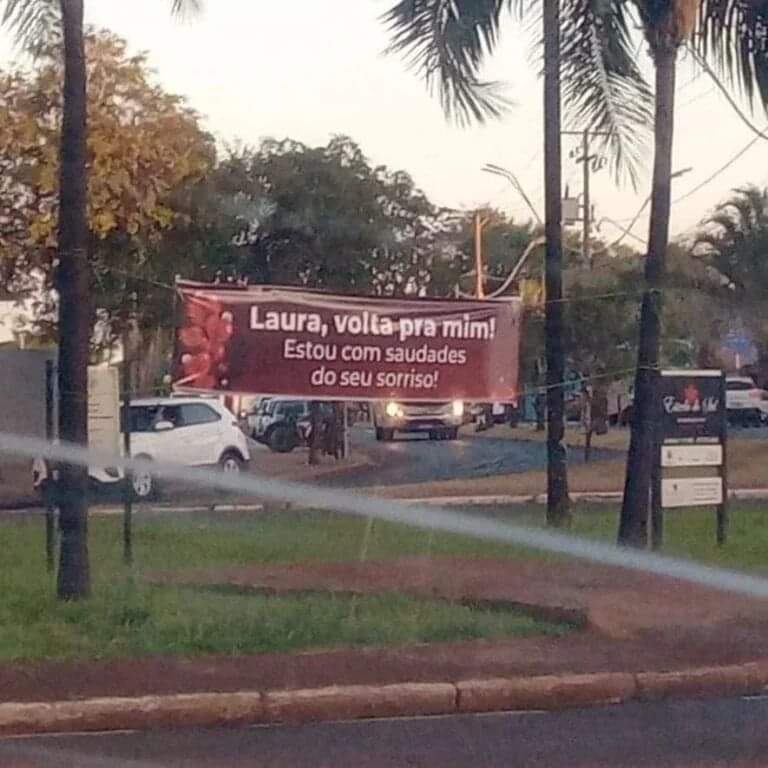 Laura, volta pra mim!
Estou com saudades
do seu sorriso!